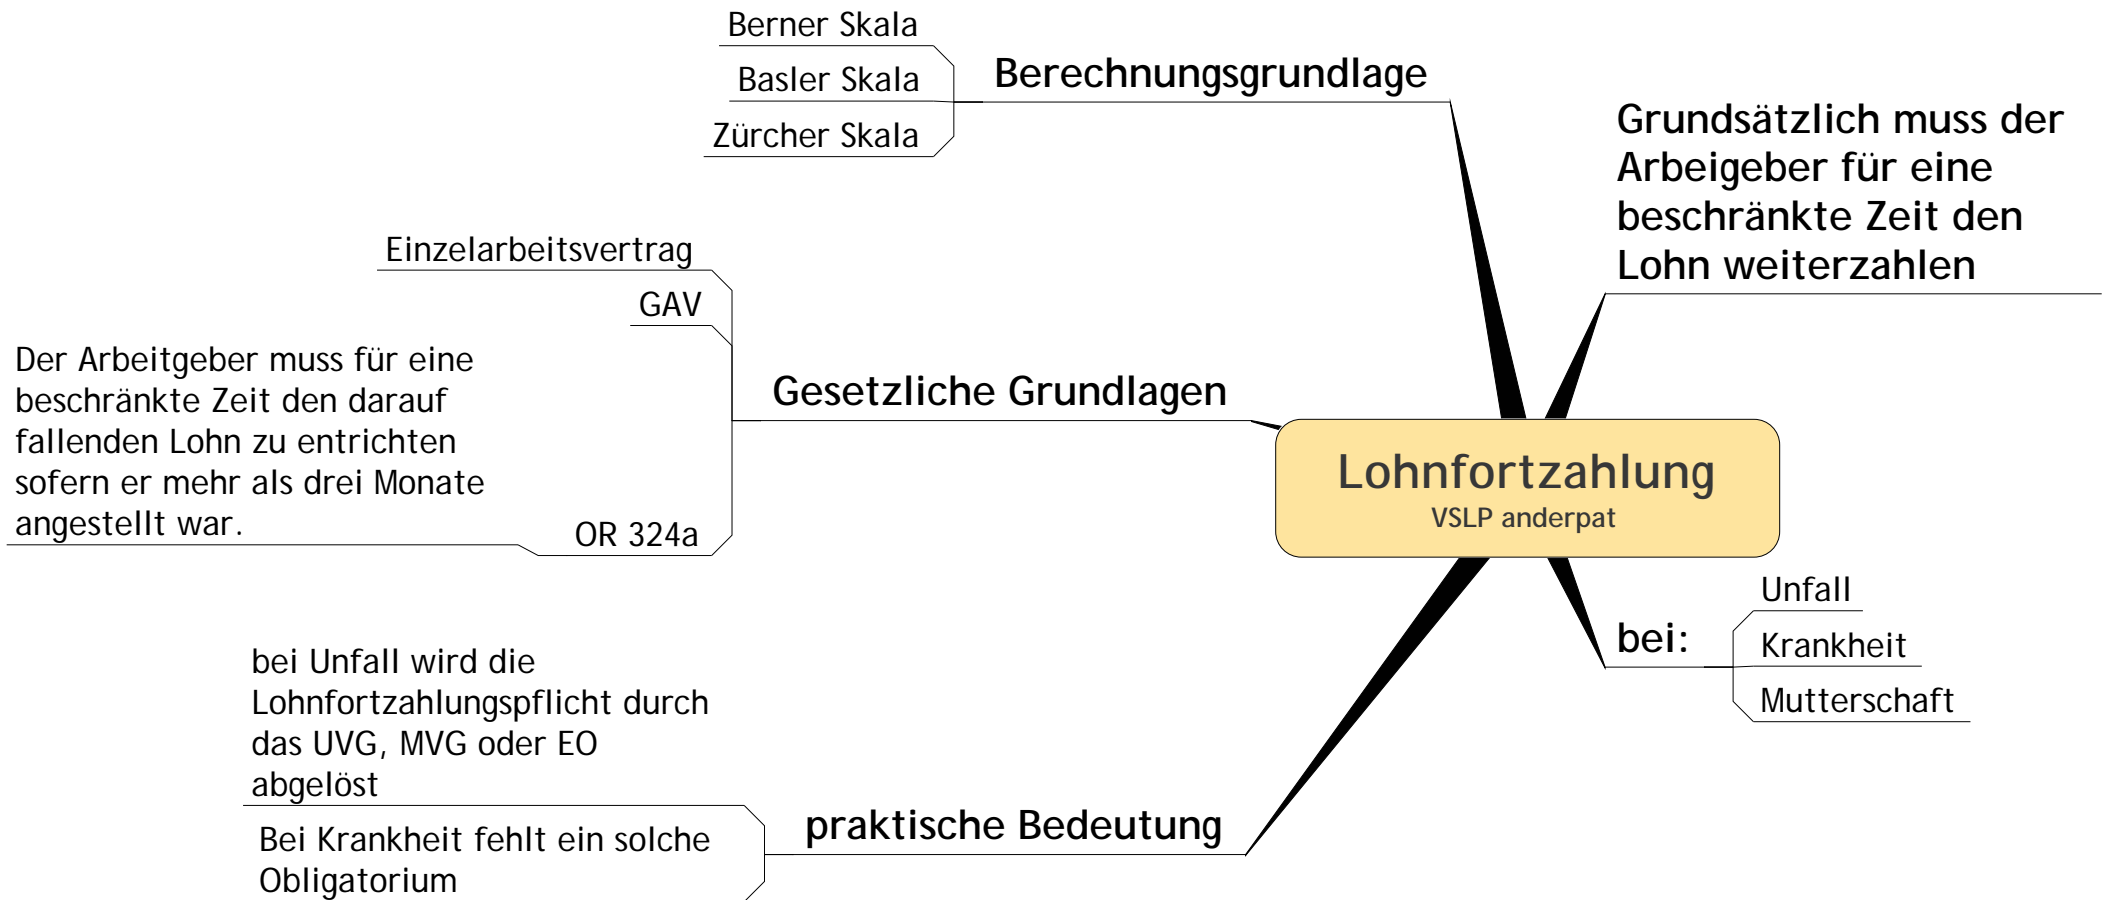 Berner Skala
Basler Skala
Zürcher Skala
Berechnungsgrundlage
Grundsätzlich muss der
Arbeigeber für eine
beschränkte Zeit den
Lohn weiterzahlen
Einzelarbeitsvertrag
GAV
Der Arbeitgeber muss für eine
beschränkte Zeit den darauf
fallenden Lohn zu entrichten
sofern er mehr als drei Monate
angestellt war.
OR 324a
Gesetzliche Grundlagen
Lohnfortzahlung
VSLP anderpat
bei:
Unfall
Krankheit
Mutterschaft
bei Unfall wird die
Lohnfortzahlungspflicht durch
das UVG, MVG oder EO
abgelöst
Bei Krankheit fehlt ein solche
Obligatorium
praktische Bedeutung